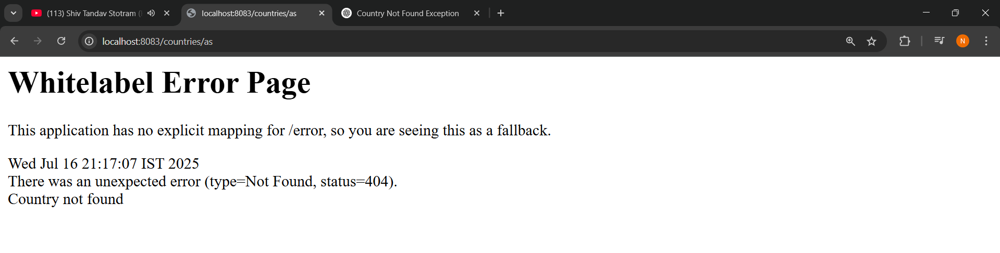 (113) Shiv Tandav Stotram (
localhost:8083/countries/as
Country Not Found Exception
localhost:8083/countries/as
N
Whitelabel Error Page
This application has no explicit mapping for /error, so you are seeing this as a fallback.
Wed Jul 16 21:17:07 IST 2025
There was an unexpected error (type=Not Found, status=404).
Country not found